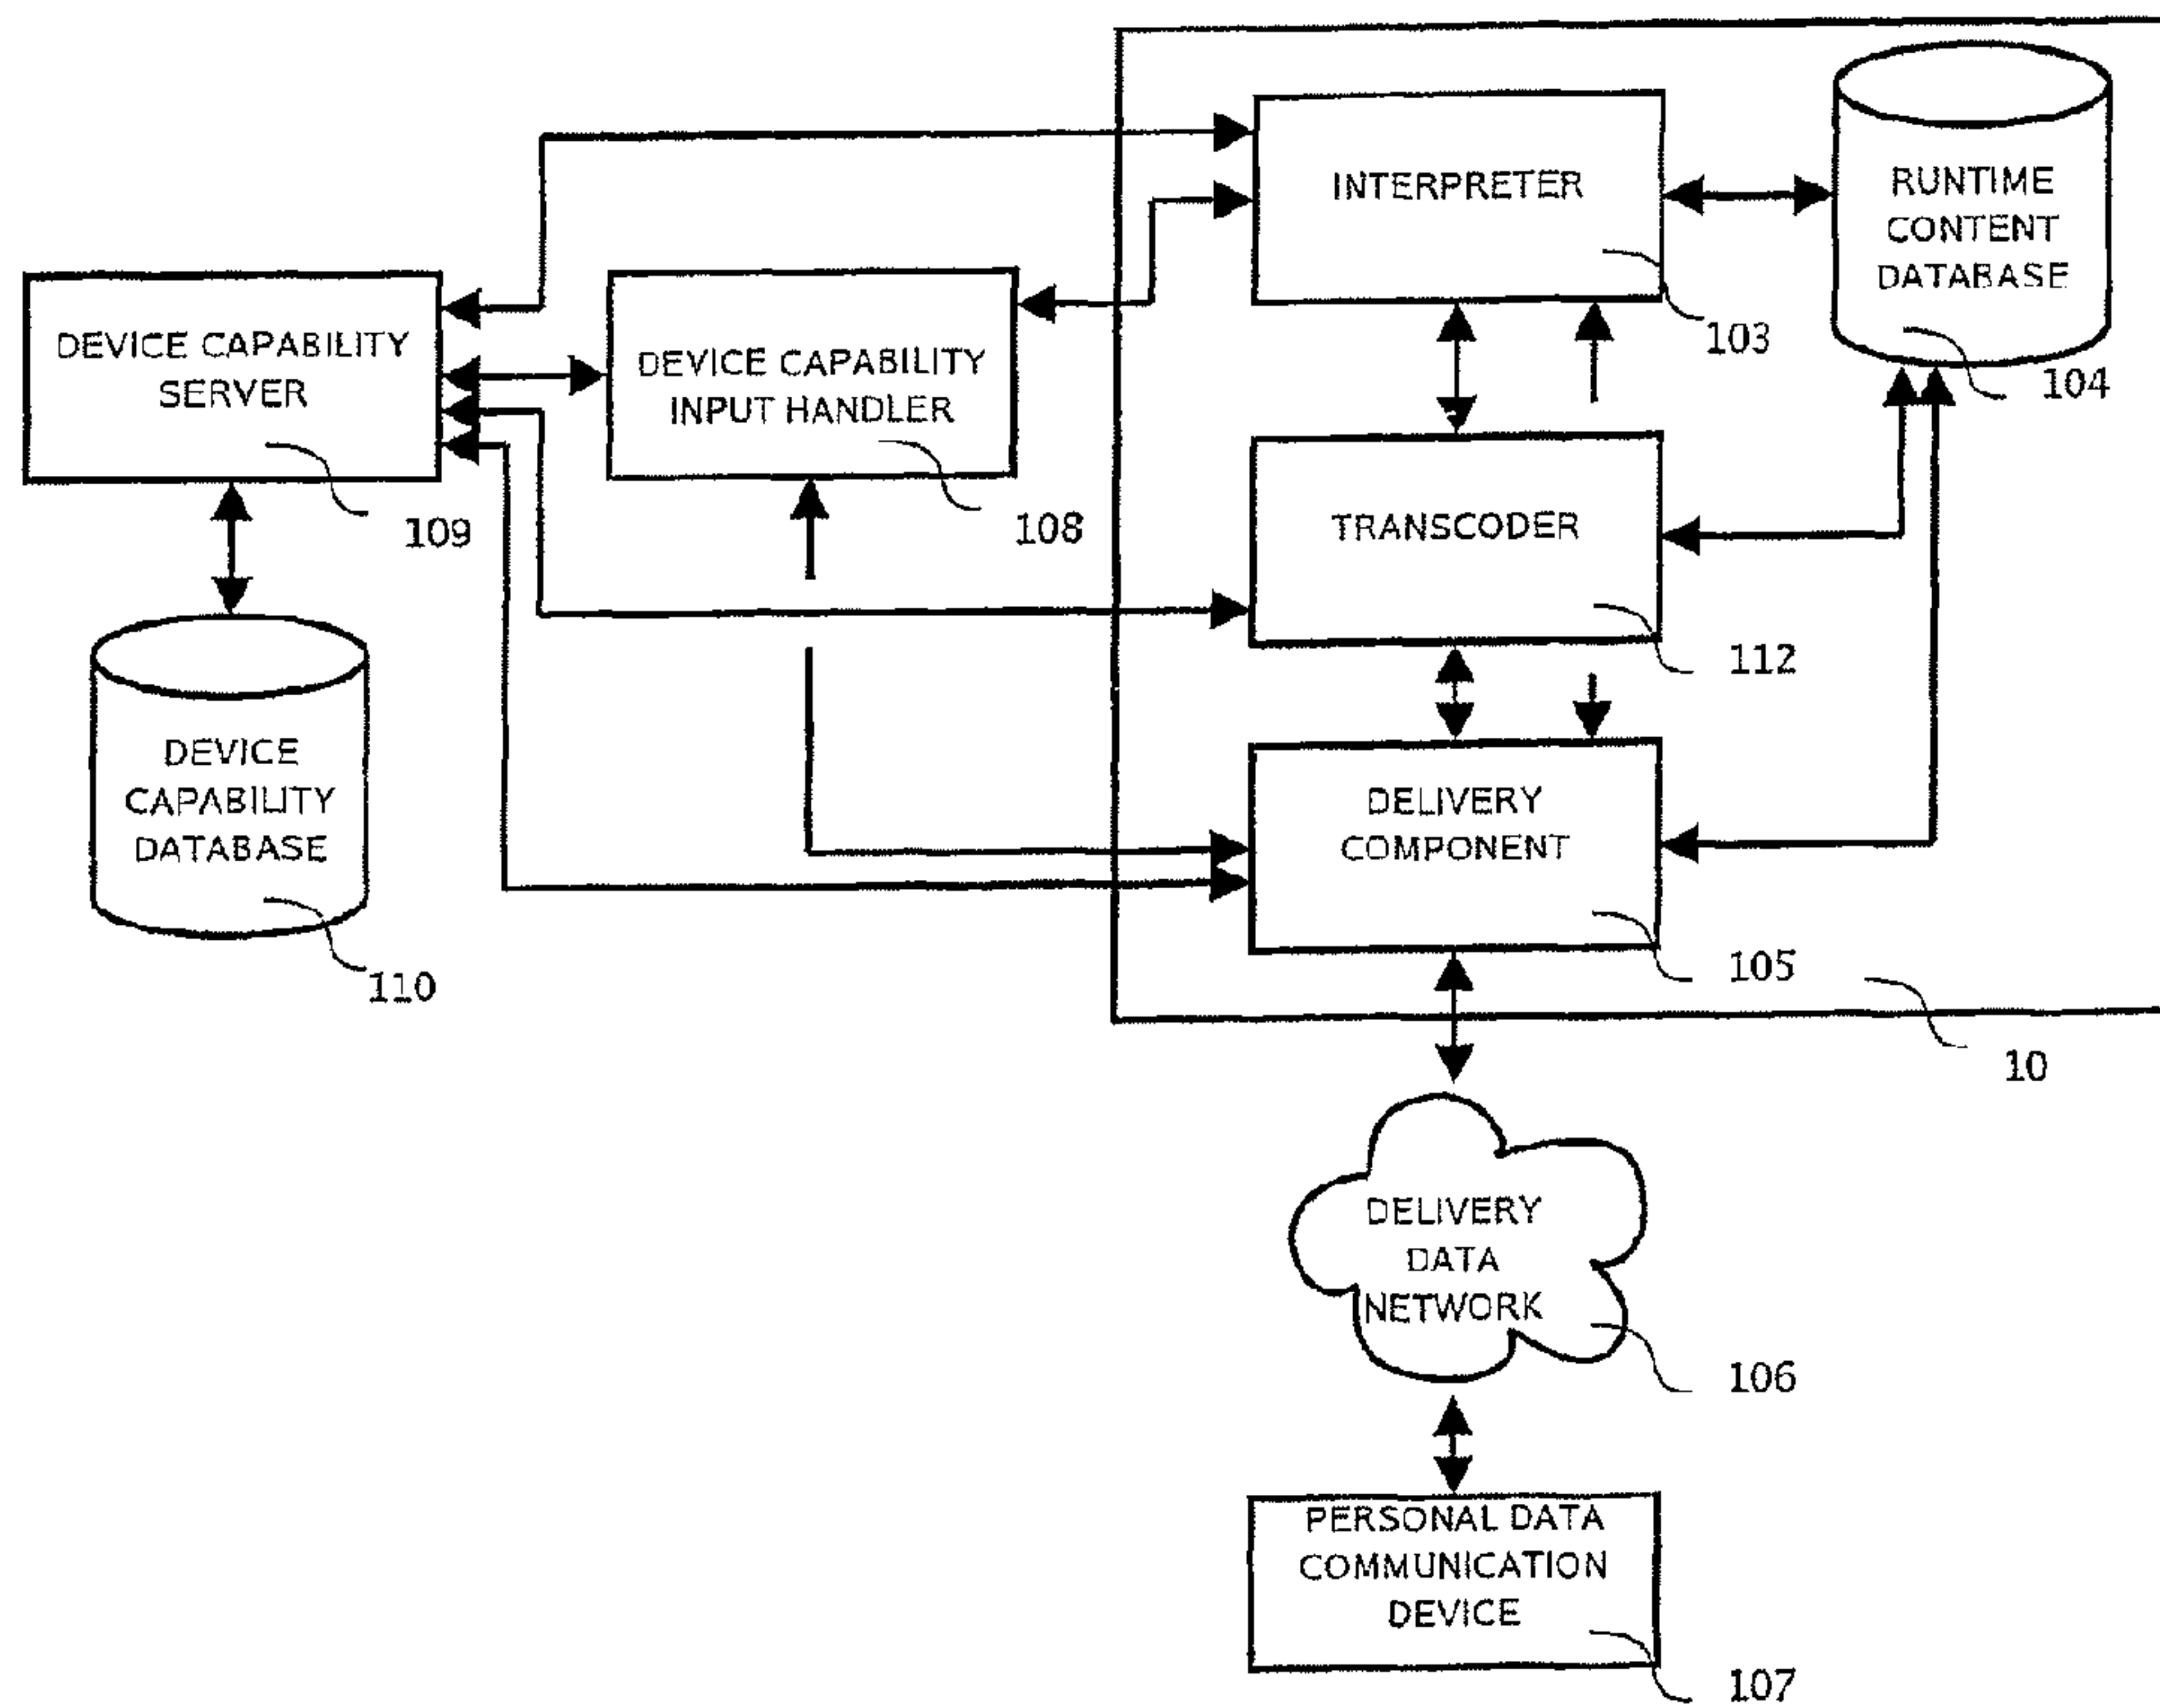 INTERPRETER
103
RUNTIME
CONTENT
DATABASE
104
DEVICE CAPABILITY
SERVER
109
DEVICE CAPABILITY
INPUT HANDLER
108
TRANSCODER
112
DEVICE
CAPABILITY
DATABASE
110
DELIVERY
COMPONENT
105
10
DELIVERY
DATA
NETWORK
106
PERSONAL DATA
COMMUNICATION
DEVICE
107